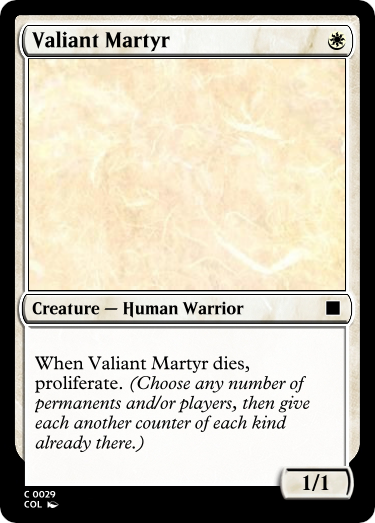 Valiant Martyr
Creature — Human Warrior
When Valiant Martyr dies,
proliferate. (Choose any number of
permanents and/or players, then give
each another counter of each kind
already there.)
1/1
C 0029
COL